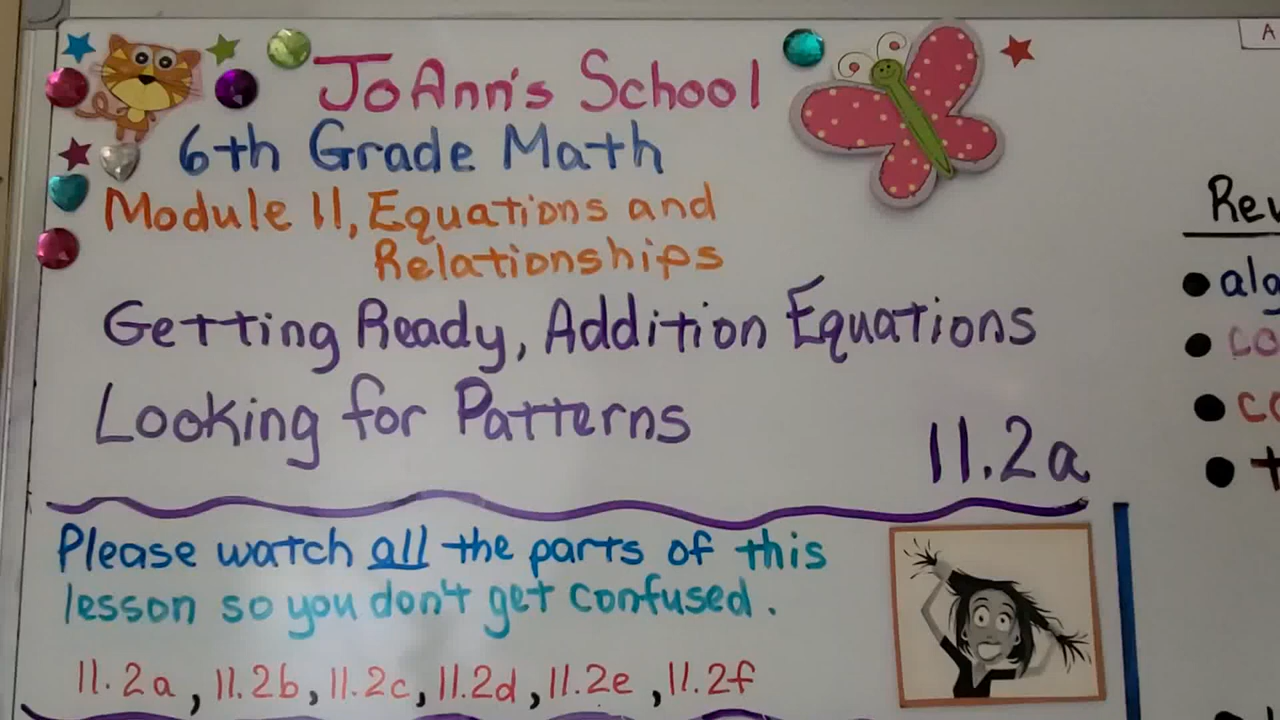 JoAnn's School
6th Grade Math
Module 11, Equations and
Relationships
Getting Ready, Addition Equations
Looking for Patterns
11.2a
Please watch all the parts of this
lesson so you don't get confused.
11.2a, 11.2b, 11.2c, 11.2d, 11.2e, 11.2f
A